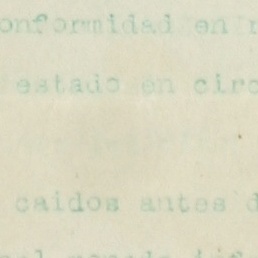 onformidad en
estado en circ
caidos antes d